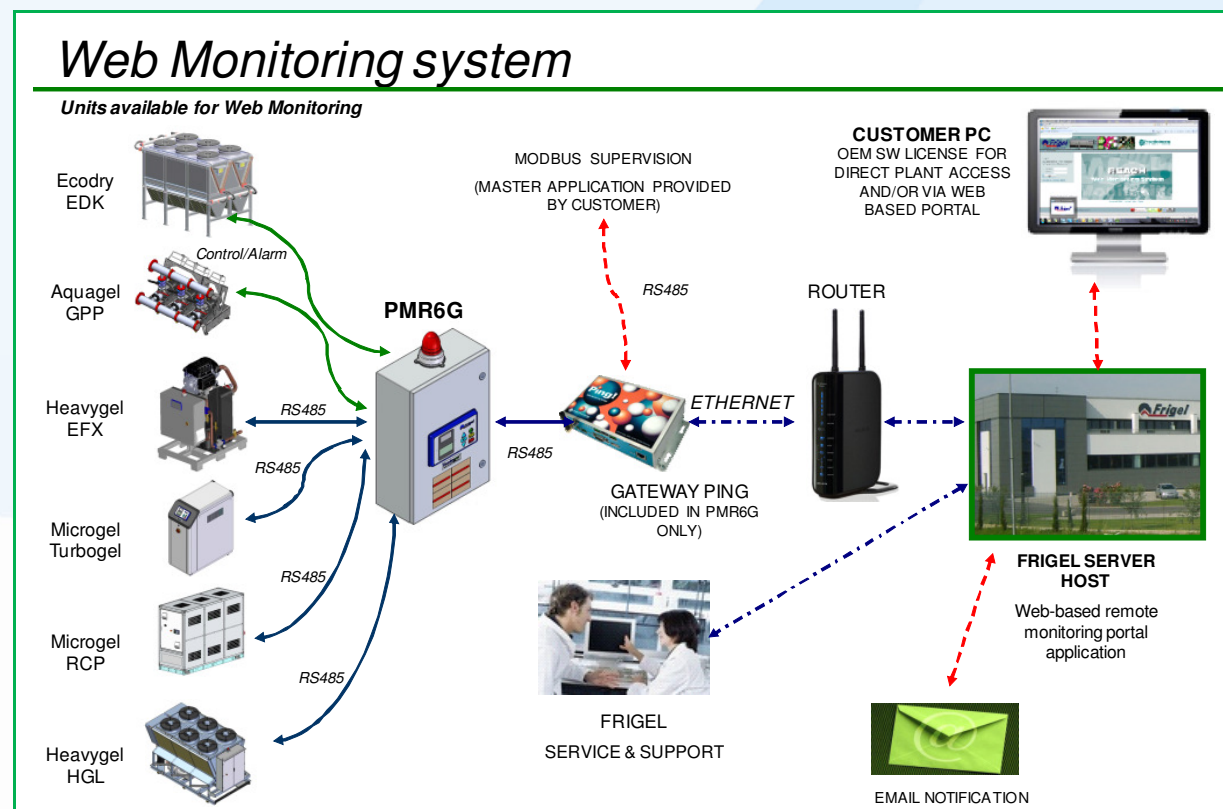 Web Monitoring system
Units available for Web Monitoring
Ecodry
EDK
Control/Alarm
Aquagel
GPP
Heavygel
EFX
RS485
RS485
Microgel
Turbogel
RS485
Microgel
RCP
RS485
Heavygel
HGL
PMR6G
RS485
MODBUS SUPERVISION
(MASTER APPLICATION PROVIDED
BY CUSTOMER)
RS485
Ping!
GATEWAY PING
(INCLUDED IN PMR6G
ONLY)
ETHERNET
ROUTER
CUSTOMER PC
OEM SW LICENSE FOR
DIRECT PLANT ACCESS
AND/OR VIA WEB
BASED PORTAL
REACH
Frigel
FRIGEL SERVER
HOST
Web-based remote
monitoring portal
application
FRIGEL
SERVICE & SUPPORT
@
EMAIL NOTIFICATION